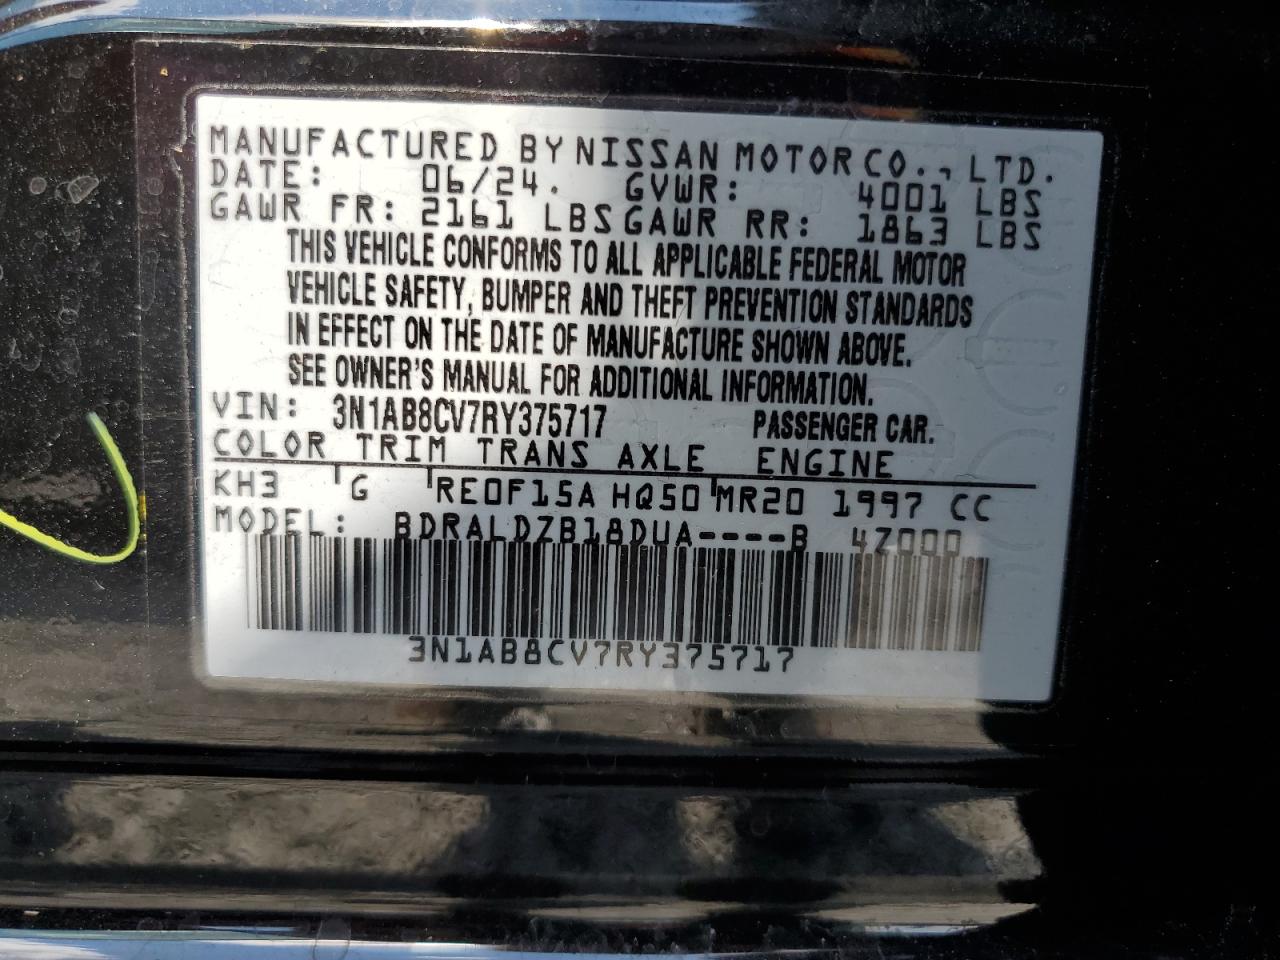 MANUFACTURED BY NISSAN MOTOR CO., LTD.
DATE: 06/24. GVWR: 4001 LBS
GAWR FR: 2161 LBS GAWR RR: 1863 LBS
THIS VEHICLE CONFORMS TO ALL APPLICABLE FEDERAL MOTOR
VEHICLE SAFETY, BUMPER AND THEFT PREVENTION STANDARDS
IN EFFECT ON THE DATE OF MANUFACTURE SHOWN ABOVE.
SEE OWNER'S MANUAL FOR ADDITIONAL INFORMATION.
VIN: 3N1AB8CV7RY375717 PASSENGER CAR.
COLOR TRIM TRANS AXLE ENGINE
KH3 G RE0F15A HQ50 MR20 1997 CC
MODEL: BDRALDZB18DUA----B 4Z000
3N1AB8CV7RY375717